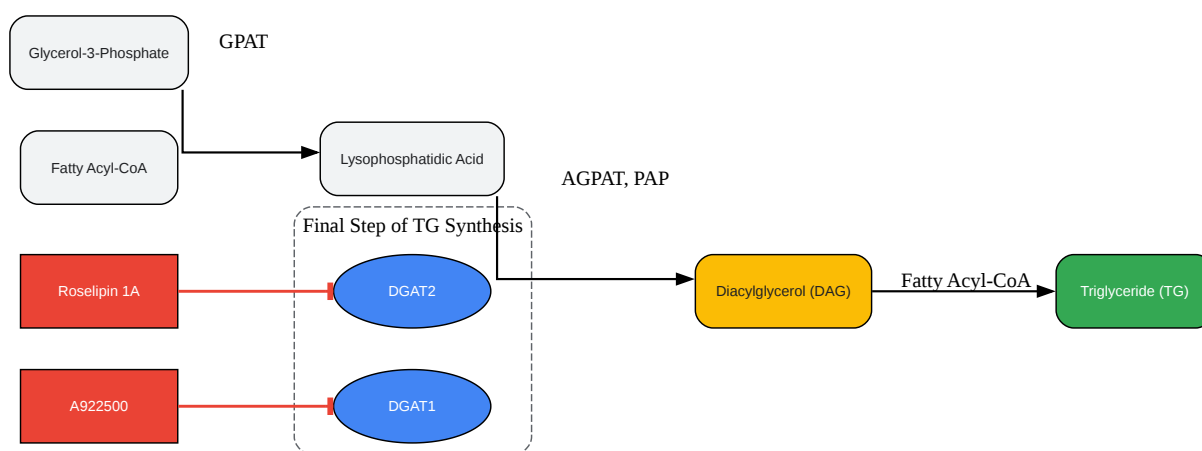 Glycerol-3-Phosphate
GPAT
Fatty Acyl-CoA
Lysophosphatidic Acid
AGPAT, PAP
Final Step of TG Synthesis
Roselipin 1A
DGAT2
Diacylglycerol (DAG)
Fatty Acyl-CoA
Triglyceride (TG)
A922500
DGAT1